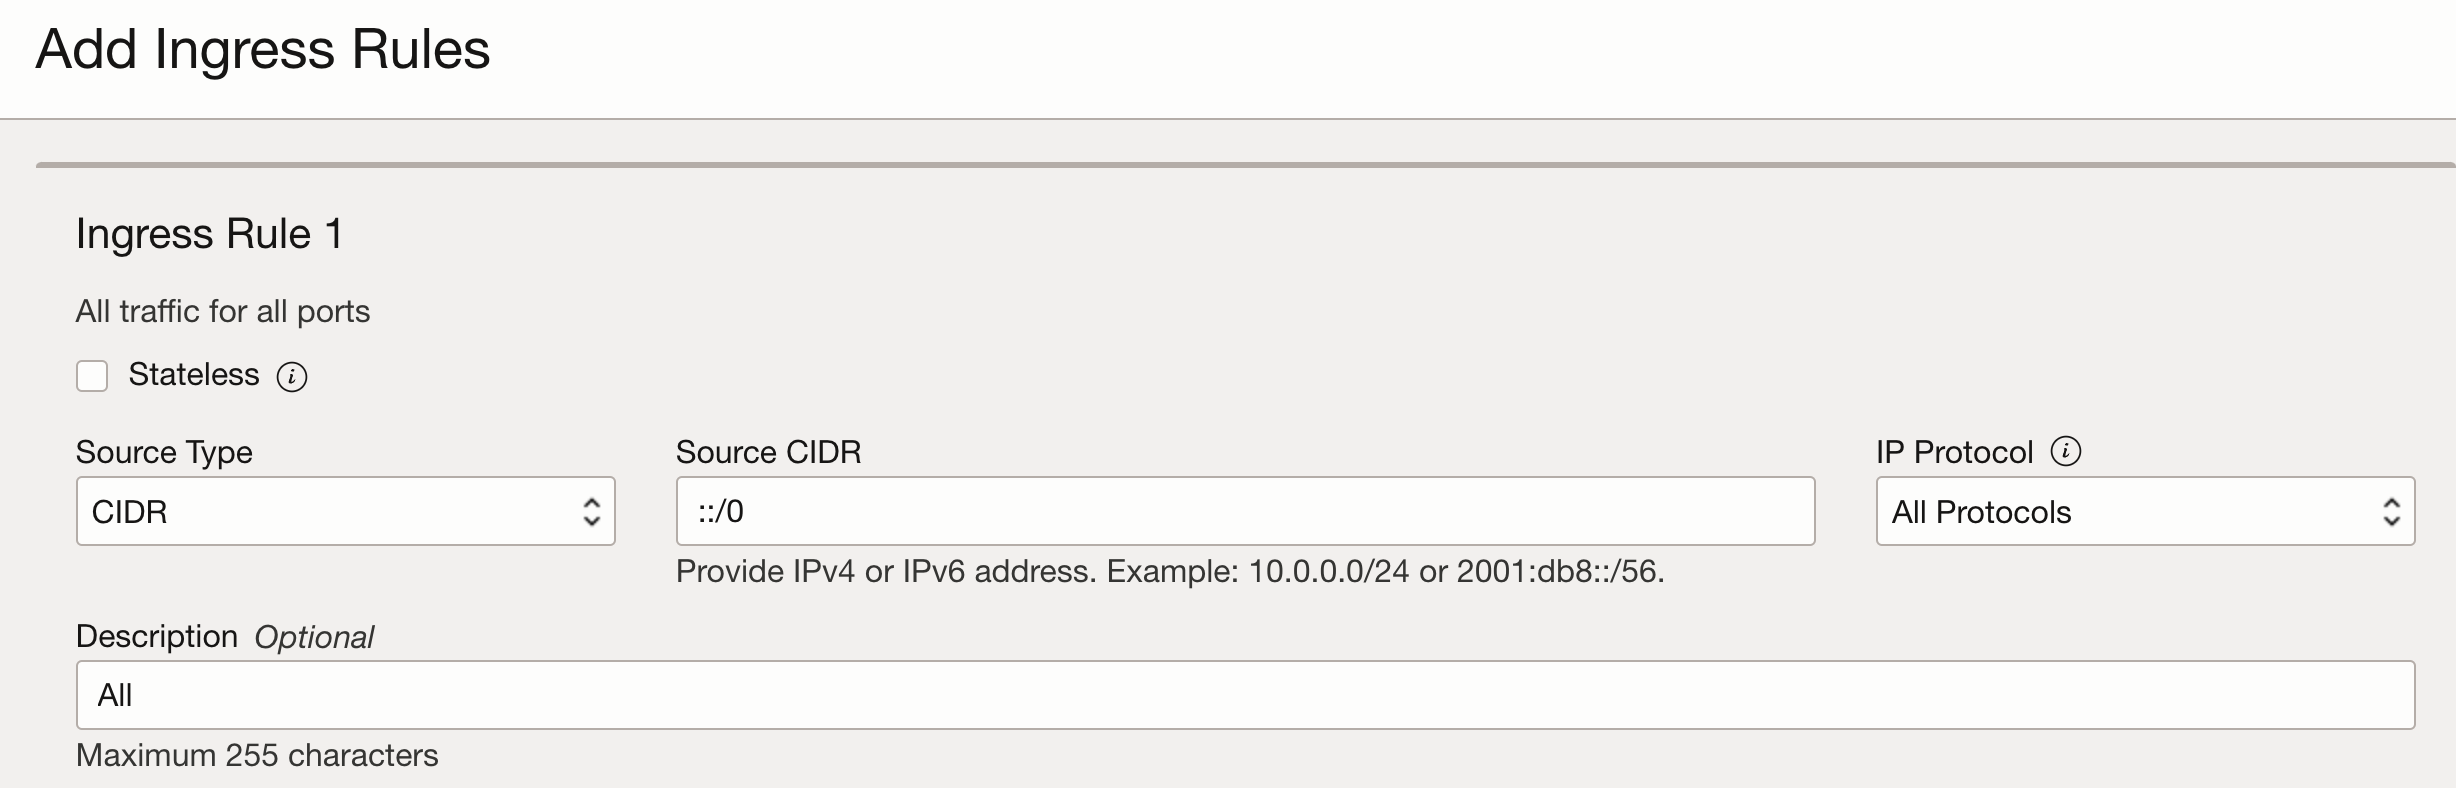 Add Ingress Rules
Ingress Rule 1
All traffic for all ports
Stateless
Source Type
Source CIDR
IP Protocol
CIDR
::/0
All Protocols
Provide IPv4 or IPv6 address. Example: 10.0.0.0/24 or 2001:db8::/56.
Description Optional
All
Maximum 255 characters